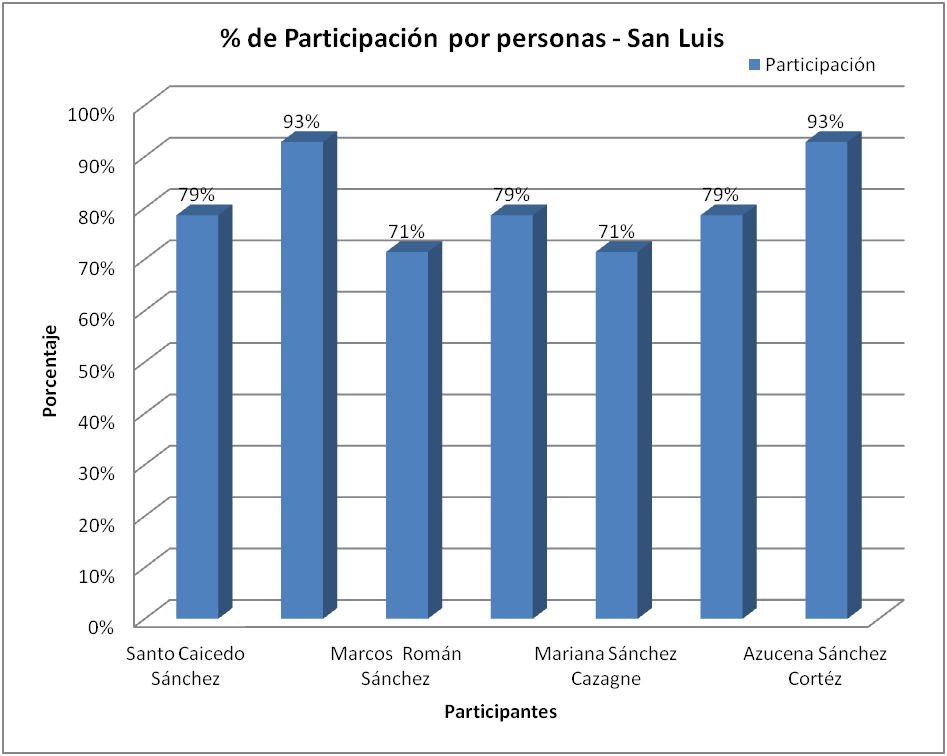 % de Participación por personas - San Luis
Participación
100%
90%
80%
70%
60%
50%
40%
30%
20%
10%
0%
Porcentaje
79%
93%
71%
79%
71%
79%
93%
Santo Caicedo
Sánchez
Marcos Román
Sánchez
Mariana Sánchez
Cazagne
Azucena Sánchez
Cortéz
Participantes